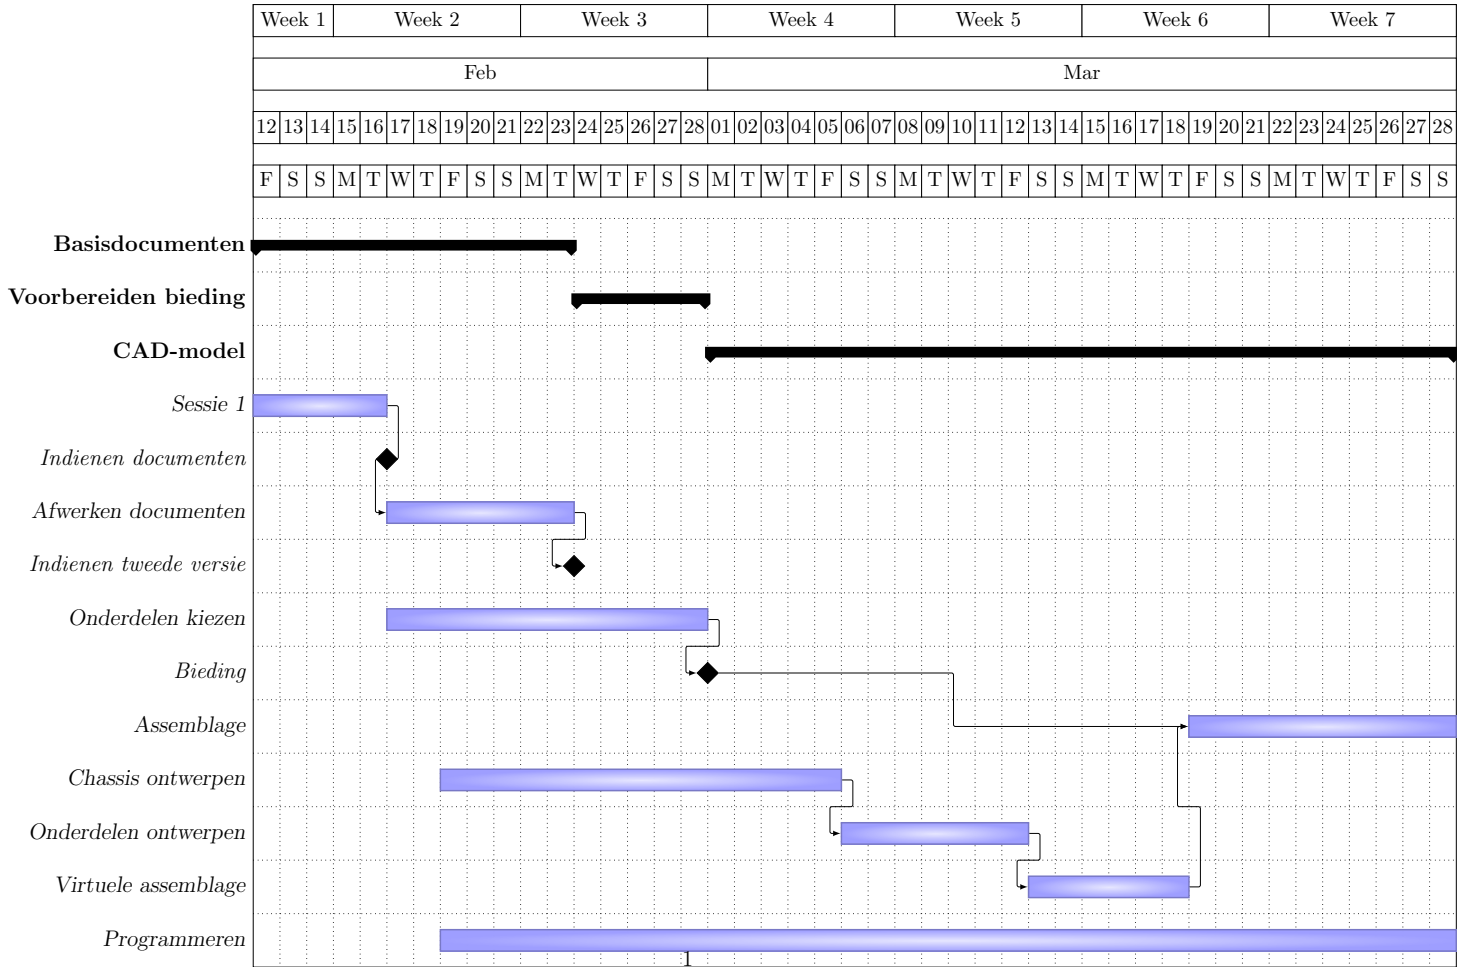 Week 1 Week 2 Week 3 Week 4 Week 5 Week 6 Week 7
Feb Mar
12 13 14 15 16 17 18 19 20 21 22 23 24 25 26 27 28 01 02 03 04 05 06 07 08 09 10 11 12 13 14 15 16 17 18 19 20 21 22 23 24 25 26 27 28
F S S M T W T F S S M T W T F S S M T W T F S S M T W T F S S M T W T F S S M T W T F S S
Basisdocumenten
Voorbereiden bieding
CAD-model
Sessie 1
Indienen documenten
Afwerken documenten
Indienen tweede versie
Onderdelen kiezen
Bieding
Assemblage
Chassis ontwerpen
Onderdelen ontwerpen
Virtuele assemblage
Programmeren
1